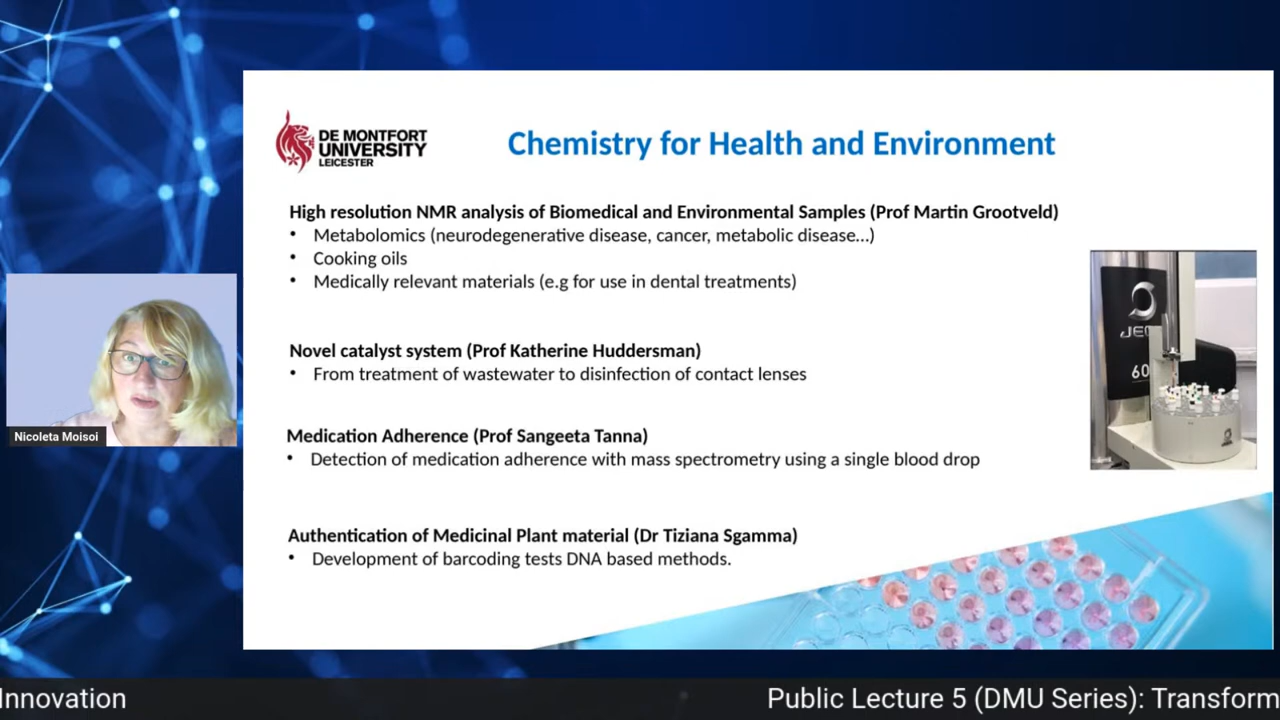 DE MONTFORT
UNIVERSITY
LEICESTER
Chemistry for Health and Environment
High resolution NMR analysis of Biomedical and Environmental Samples (Prof Martin Grootveld)
• Metabolomics (neurodegenerative disease, cancer, metabolic disease…)
• Cooking oils
• Medically relevant materials (e.g for use in dental treatments)
Novel catalyst system (Prof Katherine Huddersman)
• From treatment of wastewater to disinfection of contact lenses
Medication Adherence (Prof Sangeeta Tanna)
• Detection of medication adherence with mass spectrometry using a single blood drop
Authentication of Medicinal Plant material (Dr Tiziana Sgamma)
• Development of barcoding tests DNA based methods.
Nicoleta Moisoi
Innovation
Public Lecture 5 (DMU Series): Transform